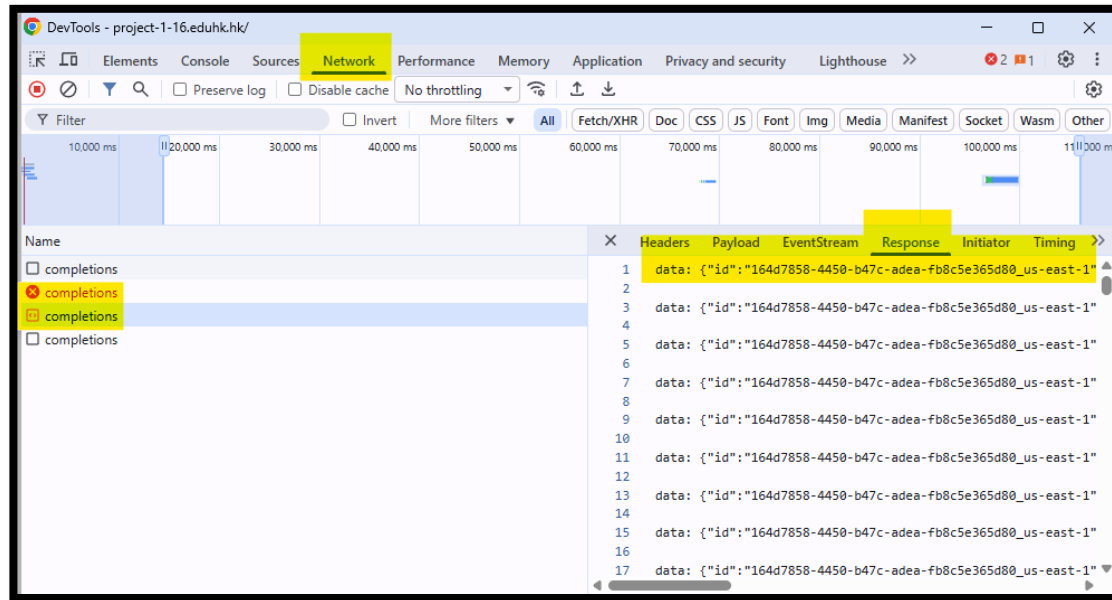 DevTools - project-1-16.eduhk.hk/
Elements Console Sources Network Performance Memory Application Privacy and security Lighthouse >> 2 1
Preserve log Disable cache No throttling
Filter Invert More filters ▼ All Fetch/XHR Doc CSS JS Font Img Media Manifest Socket Wasm Other
10,000 ms 20,000 ms 30,000 ms 40,000 ms 50,000 ms 60,000 ms 70,000 ms 80,000 ms 90,000 ms 100,000 ms
Name
Headers Payload EventStream Response Initiator Timing >>
completions
completions
completions
completions
1 data: {"id":"164d7858-4450-b47c-adea-fb8c5e365d80_us-east-1"
2
3 data: {"id":"164d7858-4450-b47c-adea-fb8c5e365d80_us-east-1"
4
5 data: {"id":"164d7858-4450-b47c-adea-fb8c5e365d80_us-east-1"
6
7 data: {"id":"164d7858-4450-b47c-adea-fb8c5e365d80_us-east-1"
8
9 data: {"id":"164d7858-4450-b47c-adea-fb8c5e365d80_us-east-1"
10
11 data: {"id":"164d7858-4450-b47c-adea-fb8c5e365d80_us-east-1"
12
13 data: {"id":"164d7858-4450-b47c-adea-fb8c5e365d80_us-east-1"
14
15 data: {"id":"164d7858-4450-b47c-adea-fb8c5e365d80_us-east-1"
16
17 data: {"id":"164d7858-4450-b47c-adea-fb8c5e365d80_us-east-1"